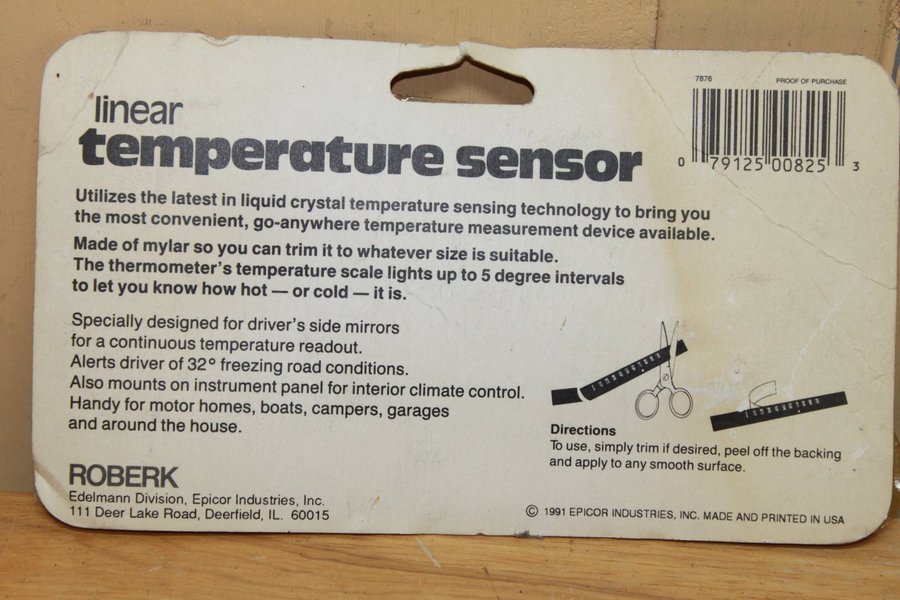 7876 PROOF OF PURCHASE
0 79125 00825 3
linear
temperature sensor
Utilizes the latest in liquid crystal temperature sensing technology to bring you
the most convenient, go-anywhere temperature measurement device available.
Made of mylar so you can trim it to whatever size is suitable.
The thermometer's temperature scale lights up to 5 degree intervals
to let you know how hot — or cold — it is.
Specially designed for driver's side mirrors
for a continuous temperature readout.
Alerts driver of 32° freezing road conditions.
Also mounts on instrument panel for interior climate control.
Handy for motor homes, boats, campers, garages
and around the house.
Directions
To use, simply trim if desired, peel off the backing
and apply to any smooth surface.
ROBERK
Edelmann Division, Epicor Industries, Inc.
111 Deer Lake Road, Deerfield, IL. 60015
© 1991 EPICOR INDUSTRIES, INC. MADE AND PRINTED IN USA